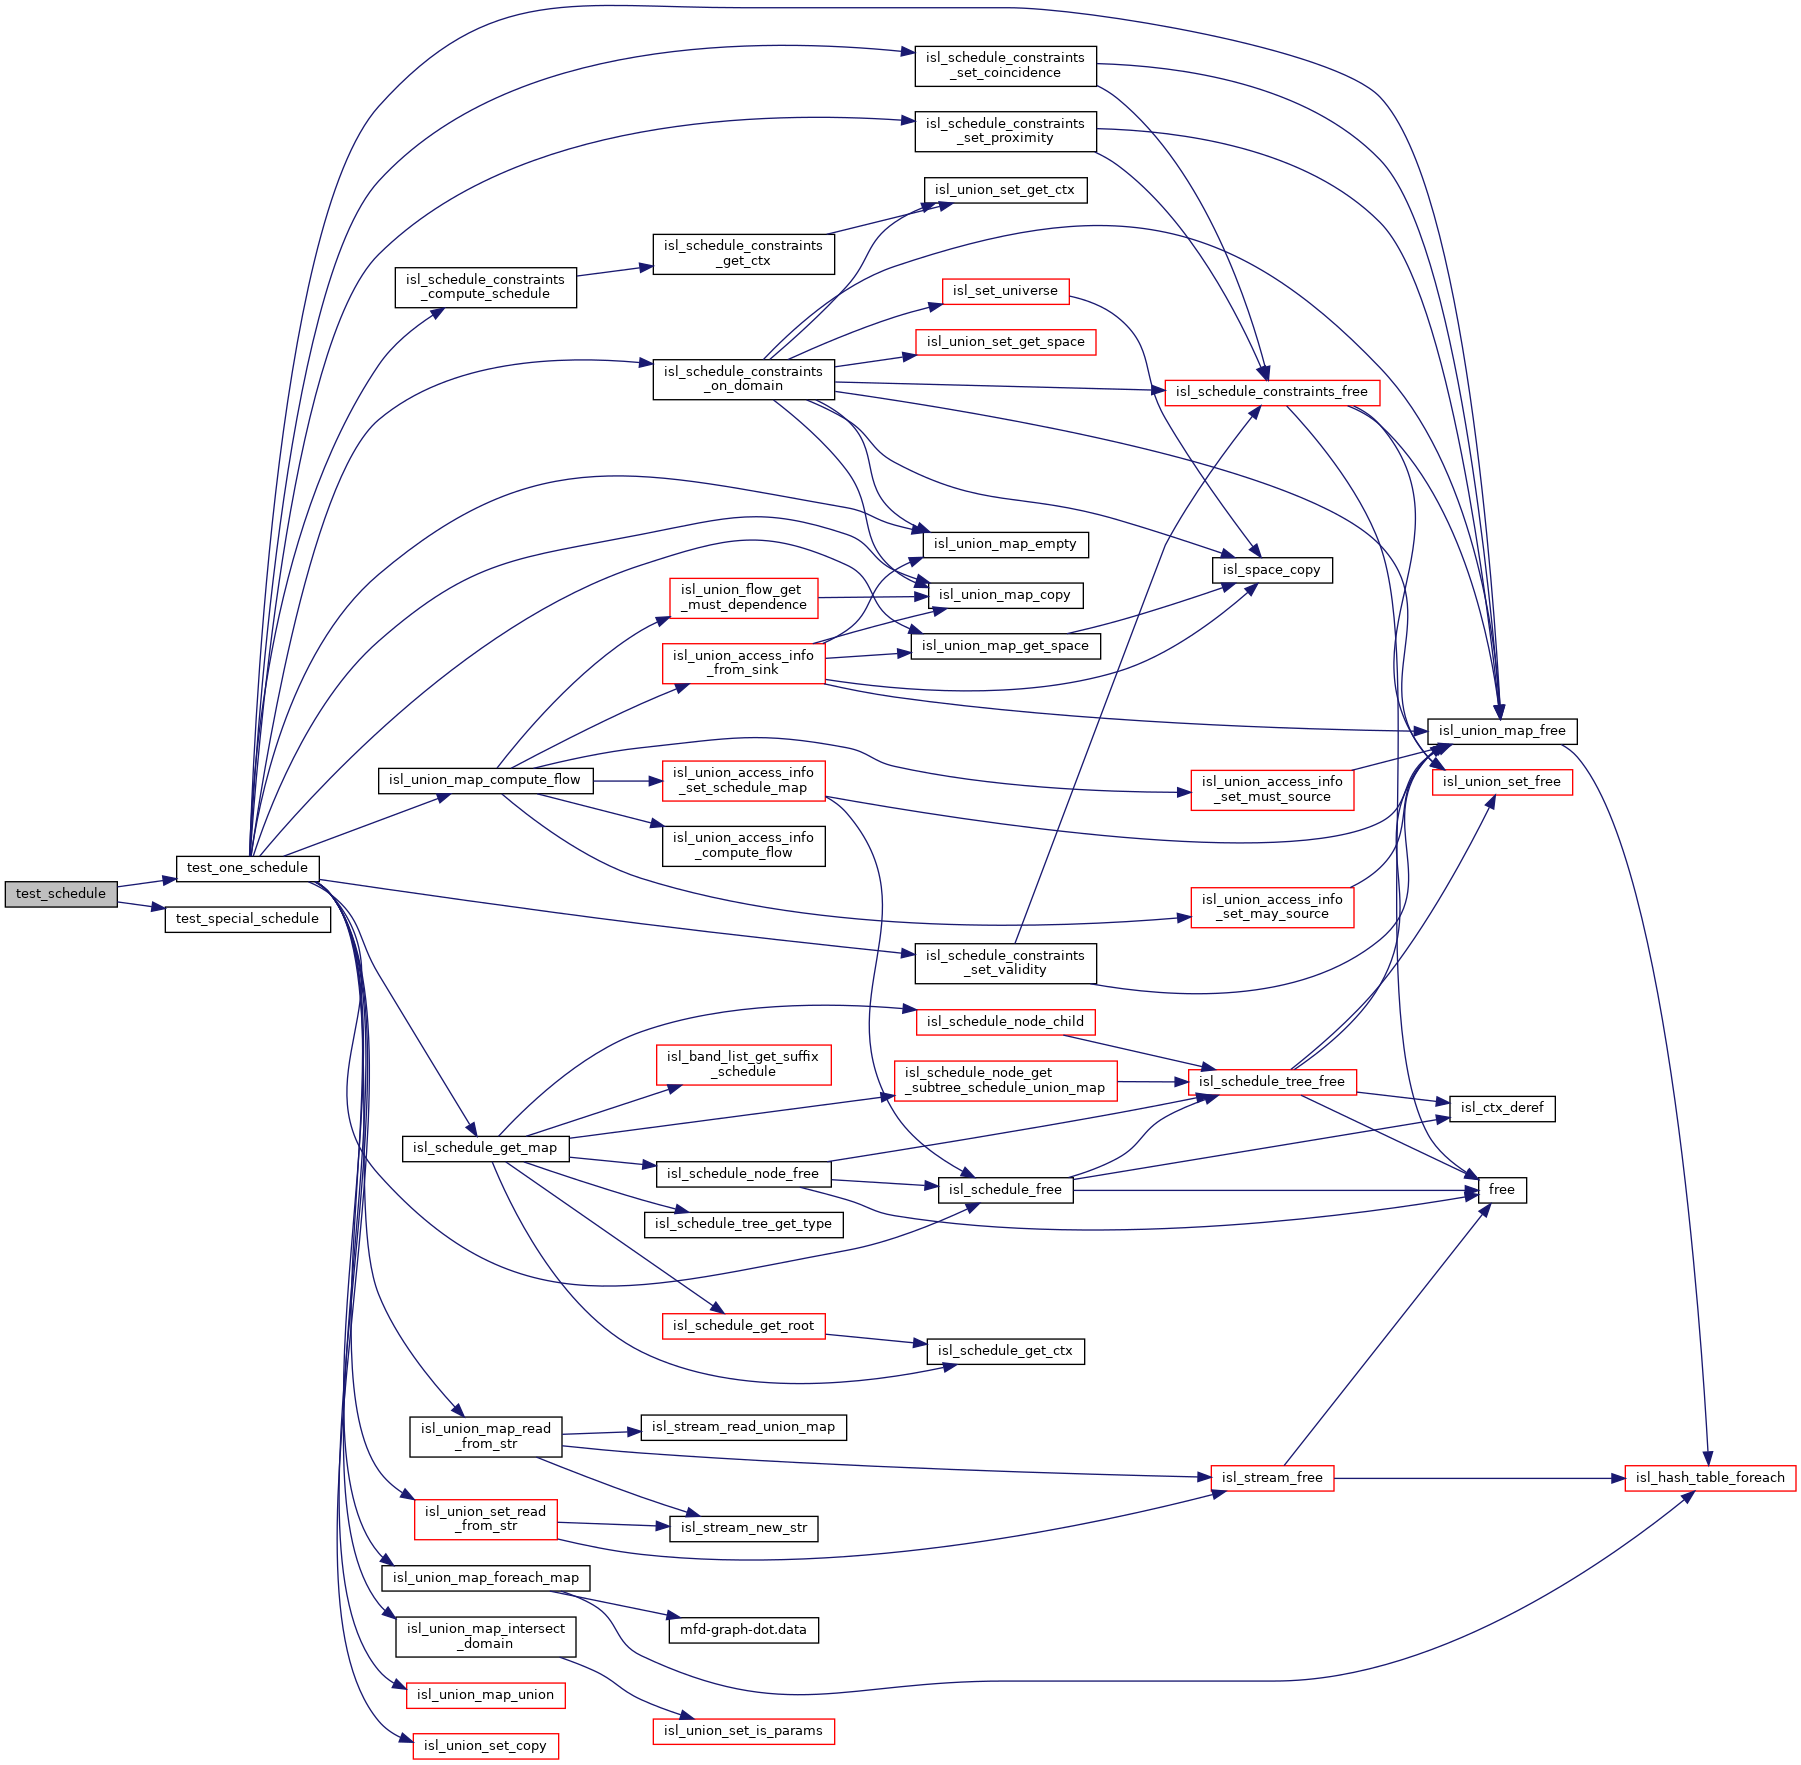 test_schedule
test_one_schedule
test_special_schedule
isl_schedule_constraints
_compute_schedule
isl_union_map_compute_flow
isl_schedule_get_map
isl_union_map_read
_from_str
isl_union_set_read
_from_str
isl_union_map_foreach_map
isl_union_map_intersect
_domain
isl_union_map_union
isl_union_set_copy
isl_schedule_constraints
_get_ctx
isl_schedule_constraints
_on_domain
isl_union_flow_get
_must_dependence
isl_union_access_info
_from_sink
isl_union_access_info
_set_schedule_map
isl_union_access_info
_compute_flow
isl_band_list_get_suffix
_schedule
isl_schedule_node_free
isl_schedule_tree_get_type
isl_schedule_get_root
isl_stream_read_union_map
isl_stream_new_str
mfd-graph-dot.data
isl_union_set_is_params
isl_schedule_constraints
_set_coincidence
isl_schedule_constraints
_set_proximity
isl_union_set_get_ctx
isl_set_universe
isl_union_set_get_space
isl_union_map_empty
isl_union_map_copy
isl_union_map_get_space
isl_schedule_constraints
_set_validity
isl_schedule_node_child
isl_schedule_node_get
_subtree_schedule_union_map
isl_schedule_free
isl_schedule_get_ctx
isl_schedule_constraints_free
isl_space_copy
isl_union_access_info
_set_must_source
isl_union_access_info
_set_may_source
isl_schedule_tree_free
isl_stream_free
isl_union_map_free
isl_union_set_free
isl_ctx_deref
free
isl_hash_table_foreach